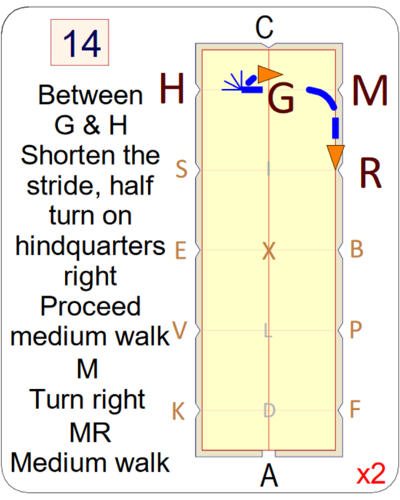 14
Between
G & H
Shorten the
stride, half
turn on
hindquarters
right
Proceed
medium walk
M
Turn right
MR
Medium walk
C
H
G
M
S
I
R
E
X
B
V
L
P
K
D
F
A
x2